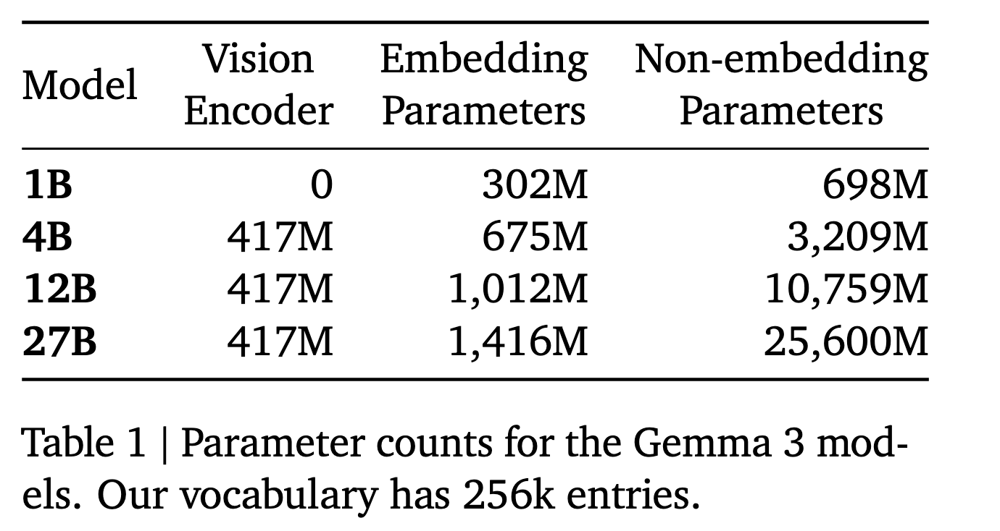 Model Vision Encoder Embedding Parameters Non-embedding Parameters
1B 0 302M 698M
4B 417M 675M 3,209M
12B 417M 1,012M 10,759M
27B 417M 1,416M 25,600M
Table 1 | Parameter counts for the Gemma 3 mod-
els. Our vocabulary has 256k entries.